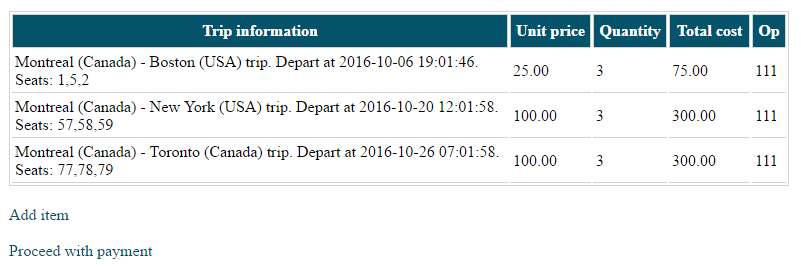 Trip information Unit price Quantity Total cost Op
Montreal (Canada) - Boston (USA) trip. Depart at 2016-10-06 19:01:46. 25.00 3 75.00 111
Seats: 1,5,2
Montreal (Canada) - New York (USA) trip. Depart at 2016-10-20 12:01:58. 100.00 3 300.00 111
Seats: 57,58,59
Montreal (Canada) - Toronto (Canada) trip. Depart at 2016-10-26 07:01:58. 100.00 3 300.00 111
Seats: 77,78,79
Add item
Proceed with payment